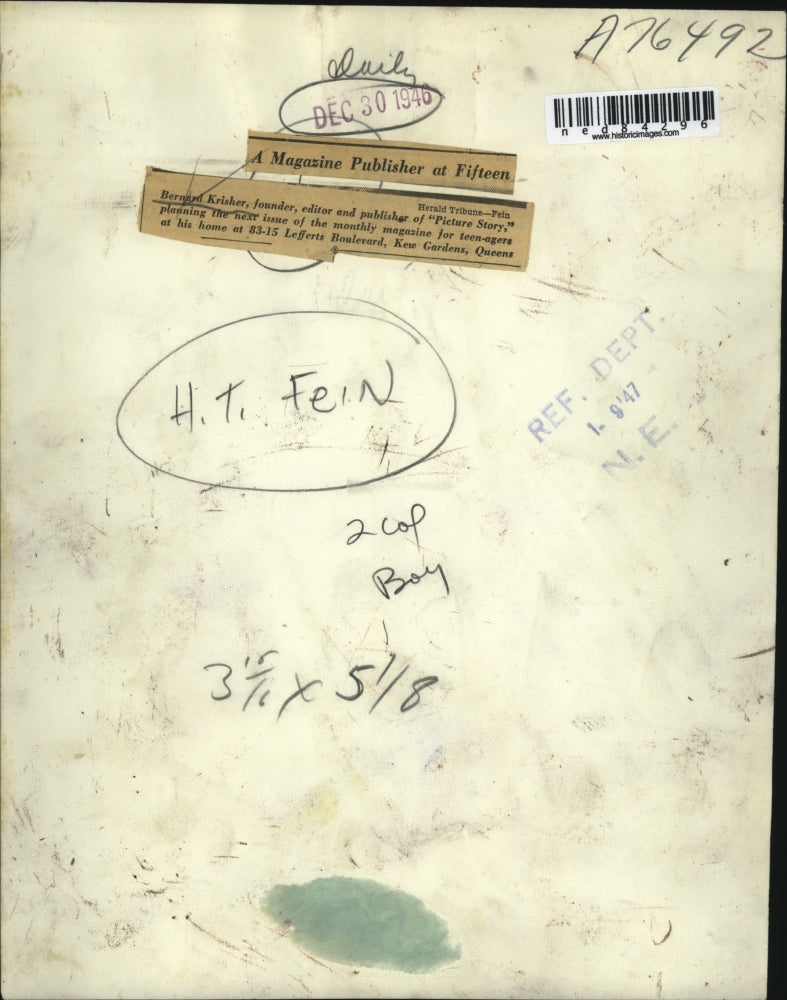 A76492
Daily
DEC 30 1946
ned84296
www.historicimages.com
A Magazine Publisher at Fifteen
Herald Tribune—Fein
Bernard Krisher, founder, editor and publisher of "Picture Story,"
planning the next issue of the monthly magazine for teen-agers
at his home at 83-15 Lefferts Boulevard, Kew Gardens, Queens
H.T. FeiN
REF. DEPT.
1-9'47
N.E.
2 col
Boy
3 15/16 x 5 1/8